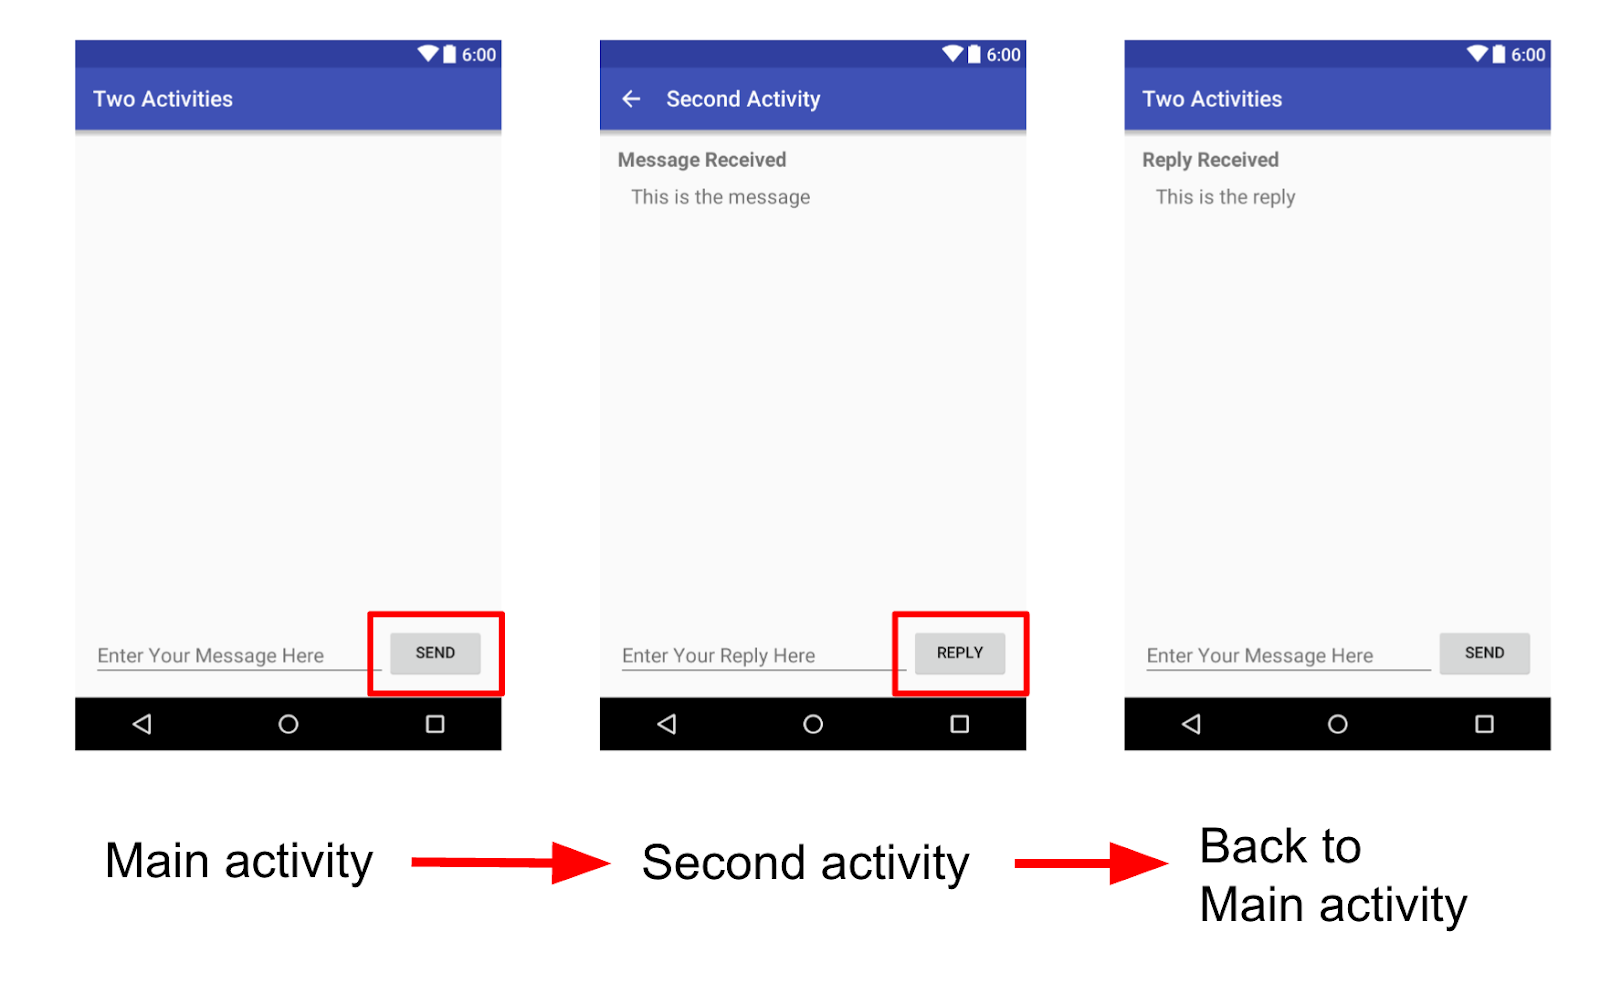 6:00
Two Activities
Enter Your Message Here
SEND
6:00
Second Activity
Message Received
This is the message
Enter Your Reply Here
REPLY
6:00
Two Activities
Reply Received
This is the reply
Enter Your Message Here
SEND
Main activity
Second activity
Back to
Main activity